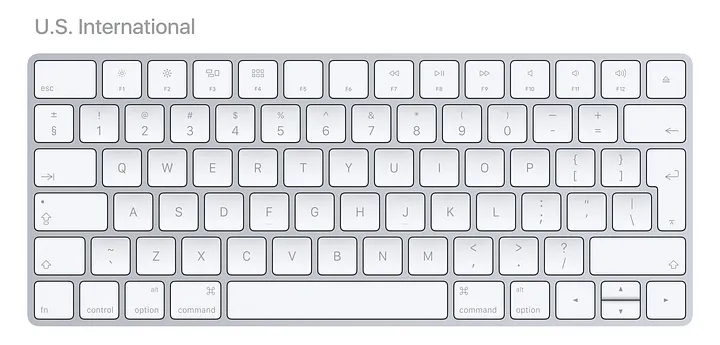 U.S. International
esc F1 F2 F3 F4 F5 F6 F7 F8 F9 F10 F11 F12
± ! @ # $ % ^ & * ( ) — +
§ 1 2 3 4 5 6 7 8 9 0 - =
Q W E R T Y U I O P { }
[ ]
A S D F G H J K L : " |
; ' \
~ Z X C V B N M < > ?
` , . /
alt ⌘ ⌘ alt
fn control option command command option